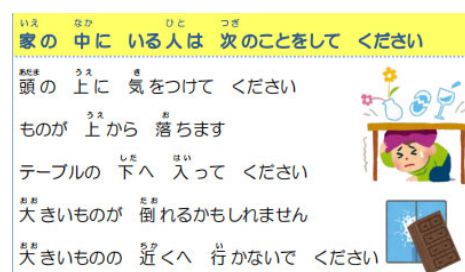 家の 中に いる人は 次のことをして ください
頭の 上に 気をつけて ください
ものが 上から 落ちます
テーブルの 下へ 入って ください
大きいものが 倒れるかもしれません
大きいものの 近くへ 行かないで ください